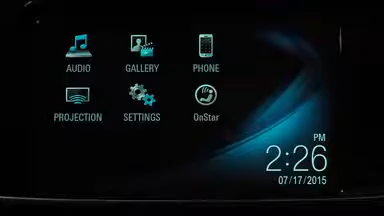 AUDIO
GALLERY
PHONE
PROJECTION
SETTINGS
OnStar
PM
2:26
07/17/2015